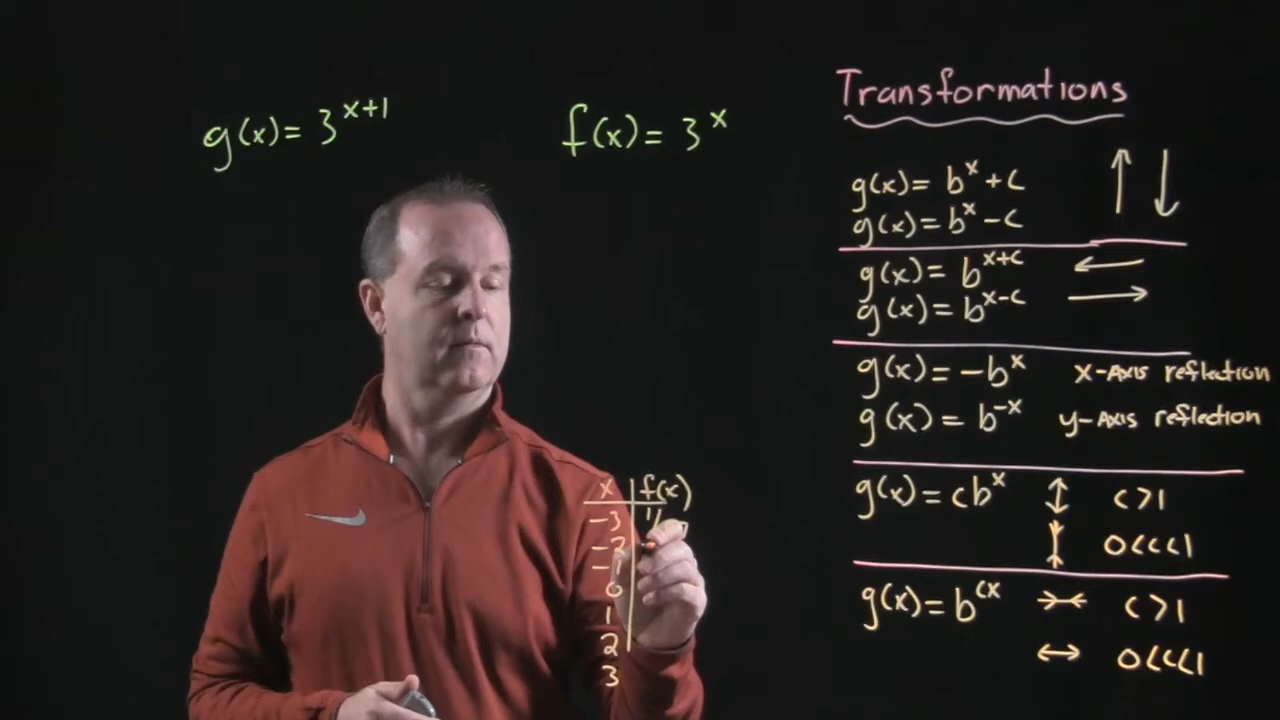 g(x) = 3^(x+1)
f(x) = 3^x
x f(x)
-3
-2
-1
0
1
2
3
Transformations
g(x) = b^x + c
g(x) = b^x - c
g(x) = b^(x+c)
g(x) = b^(x-c)
g(x) = -b^x x-Axis reflection
g(x) = b^(-x) y-Axis reflection
g(x) = cb^x c>1
0<c<1
g(x) = b^(cx) c>1
0<c<1